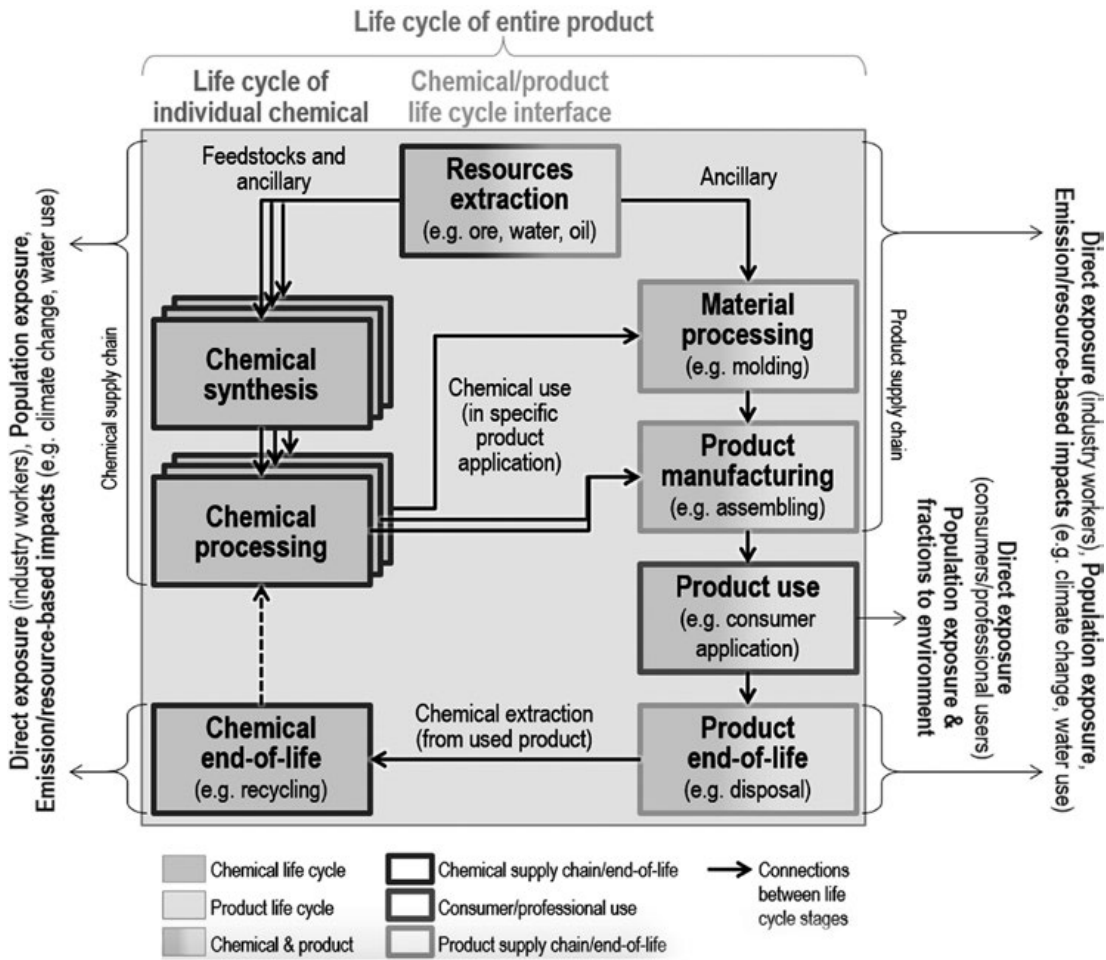 Life cycle of entire product
Life cycle of
individual chemical
Chemical/product
life cycle interface
Feedstocks and
ancillary
Resources
extraction
(e.g. ore, water, oil)
Ancillary
Chemical
synthesis
Material
processing
(e.g. molding)
Chemical use
(in specific
product
application)
Chemical
processing
Product
manufacturing
(e.g. assembling)
Product use
(e.g. consumer
application)
Chemical
end-of-life
(e.g. recycling)
Chemical extraction
(from used product)
Product
end-of-life
(e.g. disposal)
Chemical supply chain
Product supply chain
Direct exposure (industry workers), Population exposure,
Emission/resource-based impacts (e.g. climate change, water use)
Direct exposure
(consumers/professional users)
Population exposure &
fractions to environment
Direct exposure (industry workers), Population exposure,
Emission/resource-based impacts (e.g. climate change, water use)
Chemical life cycle
Product life cycle
Chemical & product
Chemical supply chain/end-of-life
Consumer/professional use
Product supply chain/end-of-life
Connections
between life
cycle stages